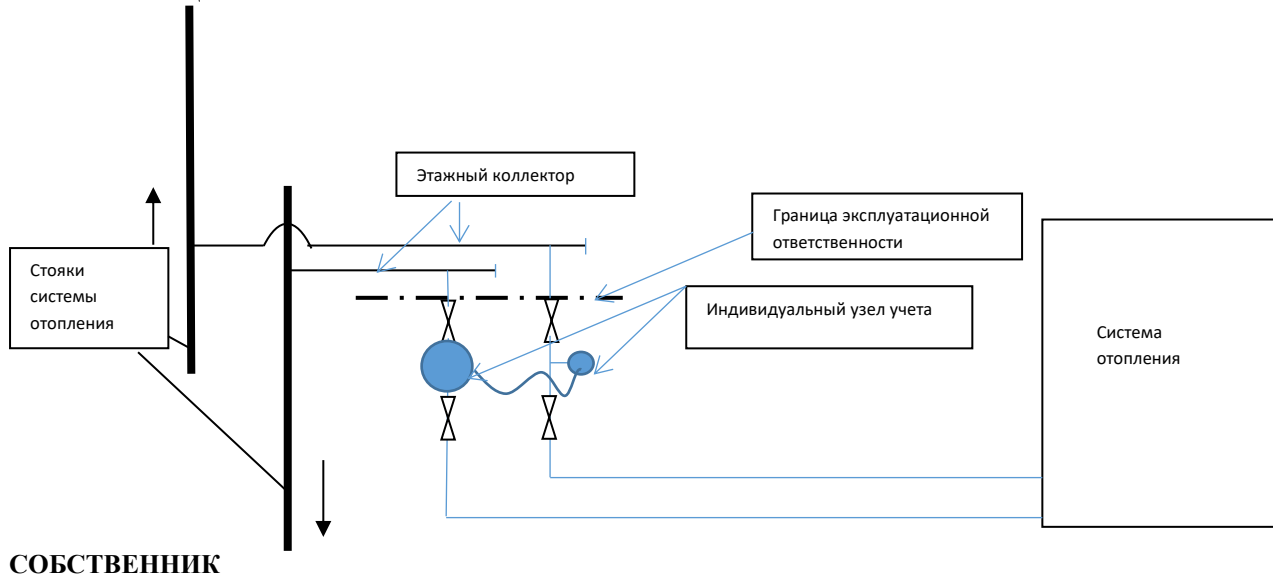 Этажный коллектор
Граница эксплуатационной
ответственности
Стояки
системы
отопления
Индивидуальный узел учета
Система
отопления
СОБСТВЕННИК